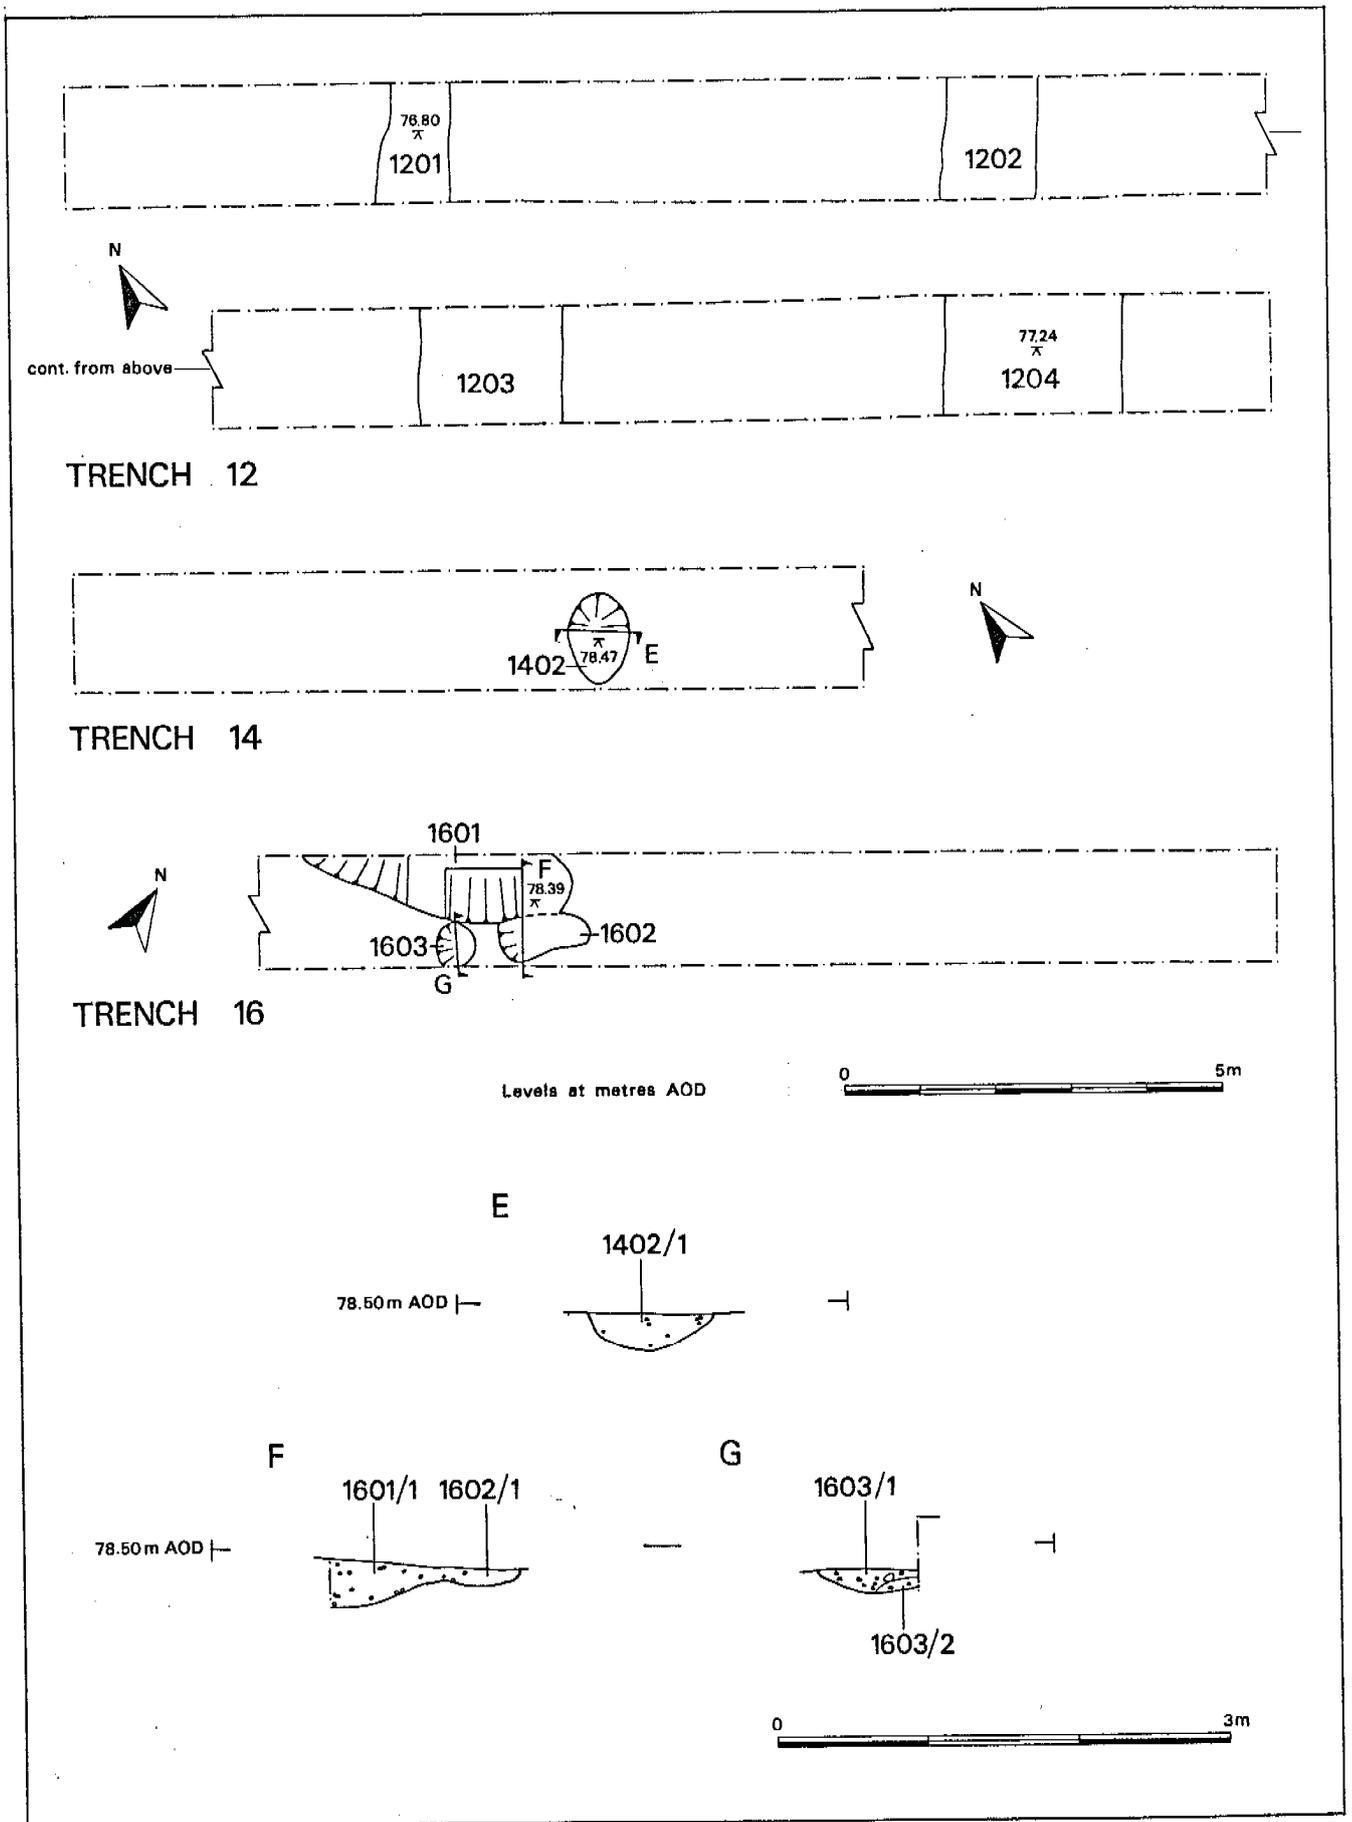 76.80
1201
1202
N
cont. from above
1203
77.24
1204
TRENCH 12
N
1402
78.47
E
TRENCH 14
1601
N
F
78.39
1603
1602
G
TRENCH 16
Levels at metres AOD
0 5m
E
1402/1
78.50m AOD
F
G
1601/1 1602/1
1603/1
78.50m AOD
1603/2
0 3m